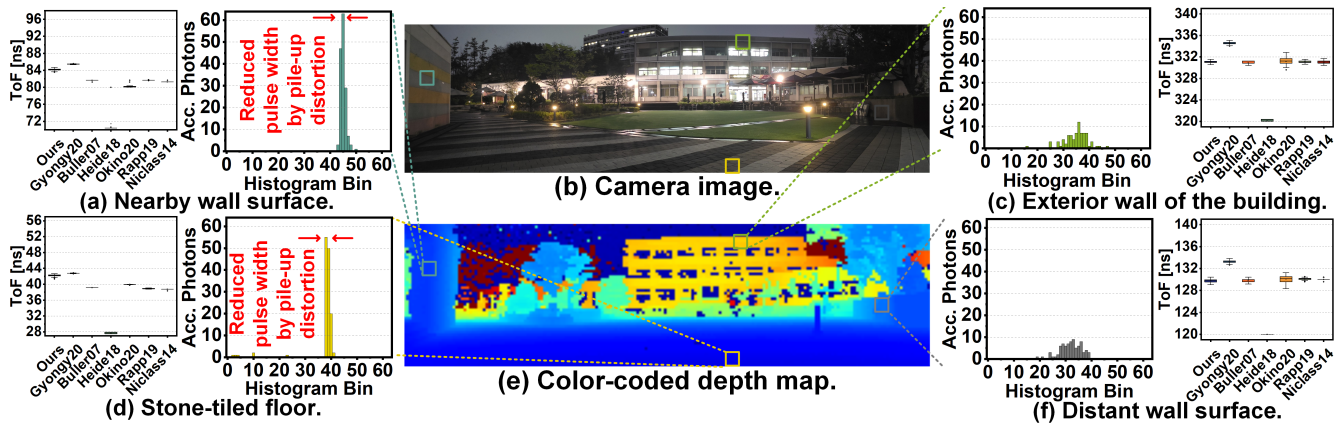 ToF [ns]
96
92
88
84
80
76
72
Ours
Gyongy20
Buller07
Heide18
Okino20
Rapp19
Niclass14
Acc. Photons
60
50
40
30
20
10
0
Reduced
pulse width
by pile-up
distortion
0 10 20 30 40 50 60
Histogram Bin
(a) Nearby wall surface.
(b) Camera image.
Acc. Photons
60
50
40
30
20
10
0
0 10 20 30 40 50 60
Histogram Bin
ToF [ns]
340
336
332
328
324
320
Ours
Gyongy20
Buller07
Heide18
Okino20
Rapp19
Niclass14
(c) Exterior wall of the building.
ToF [ns]
56
52
48
44
40
36
32
28
Ours
Gyongy20
Buller07
Heide18
Okino20
Rapp19
Niclass14
Acc. Photons
60
50
40
30
20
10
0
Reduced
pulse width
by pile-up
distortion
0 10 20 30 40 50 60
Histogram Bin
(d) Stone-tiled floor.
(e) Color-coded depth map.
Acc. Photons
60
50
40
30
20
10
0
0 10 20 30 40 50 60
Histogram Bin
ToF [ns]
140
136
132
128
124
120
Ours
Gyongy20
Buller07
Heide18
Okino20
Rapp19
Niclass14
(f) Distant wall surface.